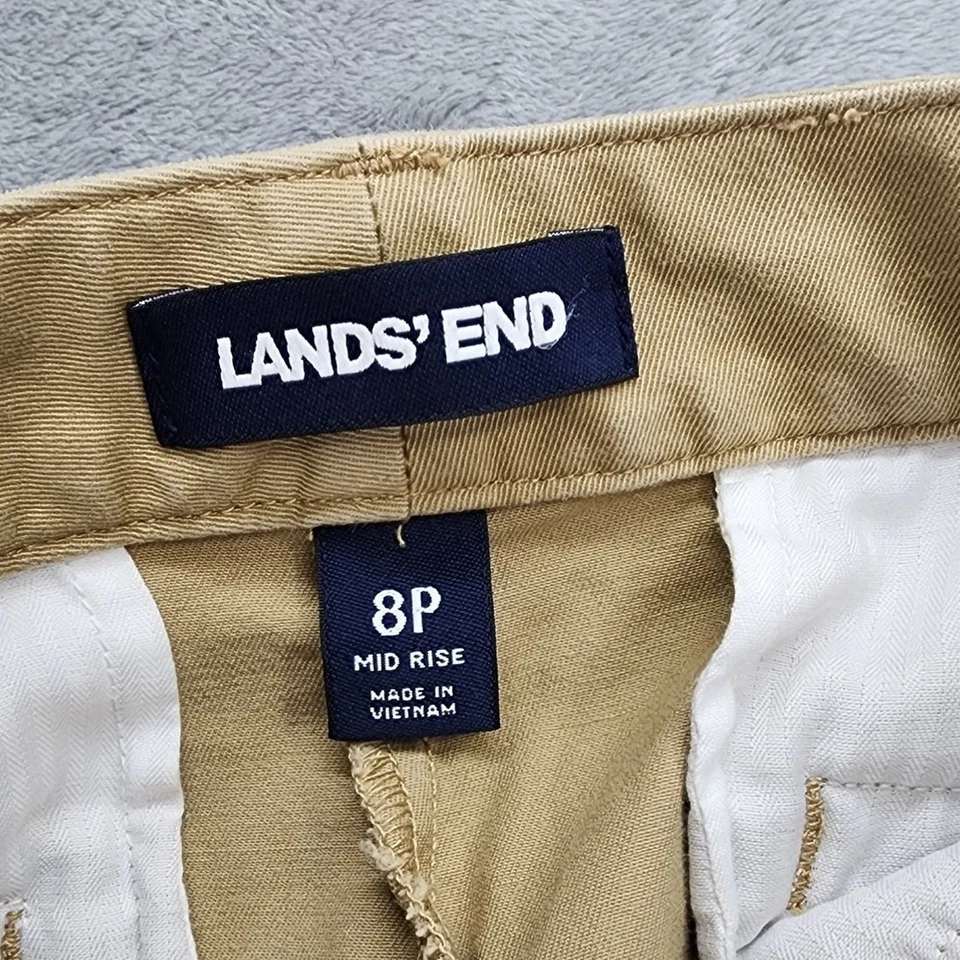 LANDS' END
8P
MID RISE
MADE IN
VIETNAM